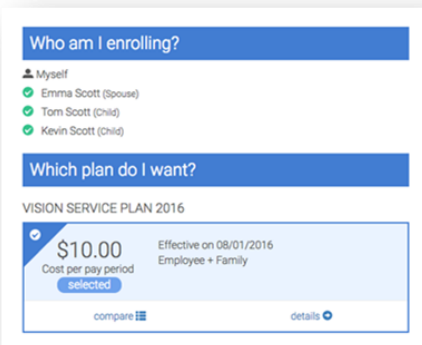 Who am I enrolling?
Myself
Emma Scott (Spouse)
Tom Scott (Child)
Kevin Scott (Child)
Which plan do I want?
VISION SERVICE PLAN 2016
$10.00
Cost per pay period
selected
Effective on 08/01/2016
Employee + Family
compare
details